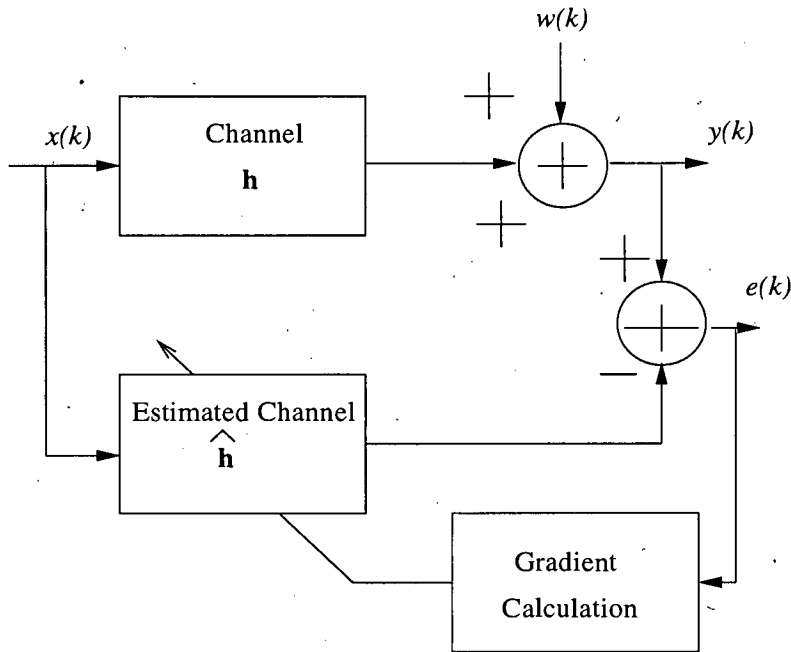 w(k)
x(k)
Channel
h
+
+
+
y(k)
+
+
e(k)
−
Estimated Channel
ĥ
Gradient
Calculation